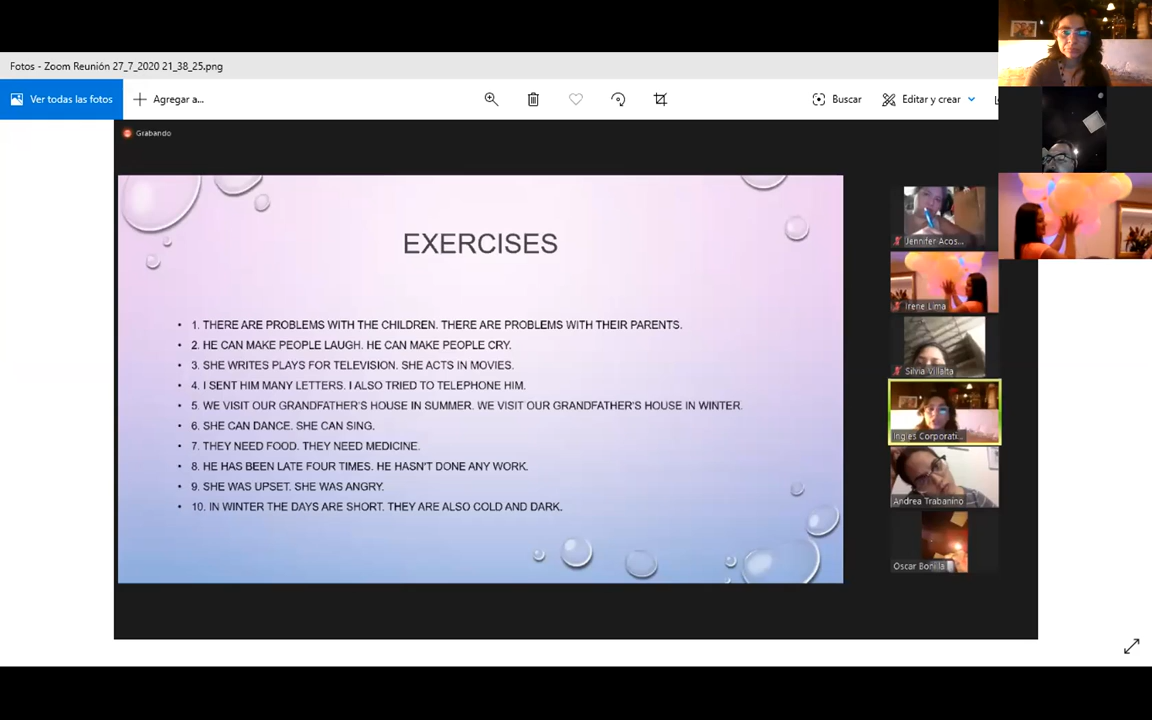 Fotos - Zoom Reunión 27_7_2020 21_38_25.png
Ver todas las fotos
Agregar a...
Buscar
Editar y crear
Grabando
EXERCISES
• 1. THERE ARE PROBLEMS WITH THE CHILDREN. THERE ARE PROBLEMS WITH THEIR PARENTS.
• 2. HE CAN MAKE PEOPLE LAUGH. HE CAN MAKE PEOPLE CRY.
• 3. SHE WRITES PLAYS FOR TELEVISION. SHE ACTS IN MOVIES.
• 4. I SENT HIM MANY LETTERS. I ALSO TRIED TO TELEPHONE HIM.
• 5. WE VISIT OUR GRANDFATHER'S HOUSE IN SUMMER. WE VISIT OUR GRANDFATHER'S HOUSE IN WINTER.
• 6. SHE CAN DANCE. SHE CAN SING.
• 7. THEY NEED FOOD. THEY NEED MEDICINE.
• 8. HE HAS BEEN LATE FOUR TIMES. HE HASN'T DONE ANY WORK.
• 9. SHE WAS UPSET. SHE WAS ANGRY.
• 10. IN WINTER THE DAYS ARE SHORT. THEY ARE ALSO COLD AND DARK.
Jennifer Acos...
Irene Lima
Silvia Villalta
Ingles Corporati...
Andrea Trabanino
Oscar Bonilla